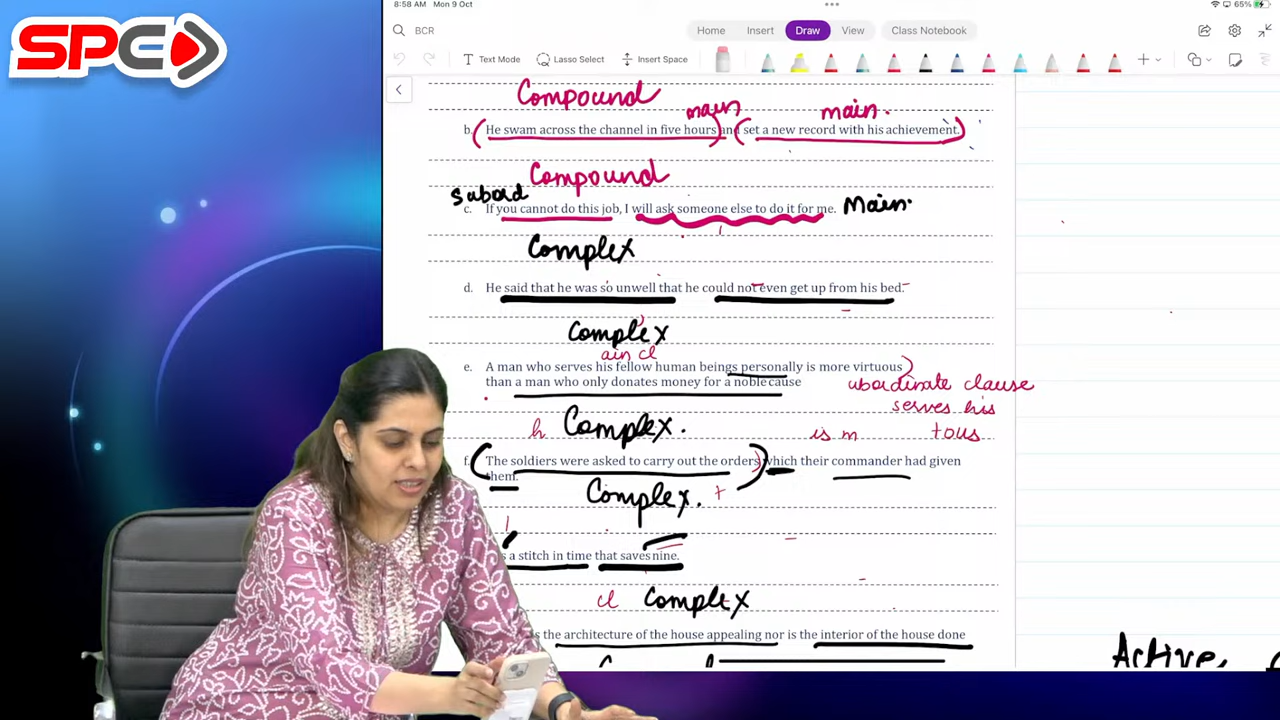 SPE
8:58 AM Mon 9 Oct
65%
BCR
Home Insert Draw View Class Notebook
Text Mode Lasso Select Insert Space
Compound
main main.
b. (He swam across the channel in five hours) and (set a new record with his achievement.)
Compound
Subord
c. If you cannot do this job, I will ask someone else to do it for me. Main.
Complex
d. He said that he was so unwell that he could not even get up from his bed.
Complex
ain cl
e. A man who serves his fellow human beings personally is more virtuous)
than a man who only donates money for a noble cause
ubordinate clause
serves his
h Complex. is m tous
f. (The soldiers were asked to carry out the orders) which their commander had given
them.
Complex. +
s a stitch in time that saves nine.
cl Complex
s the architecture of the house appealing nor is the interior of the house done
Active,